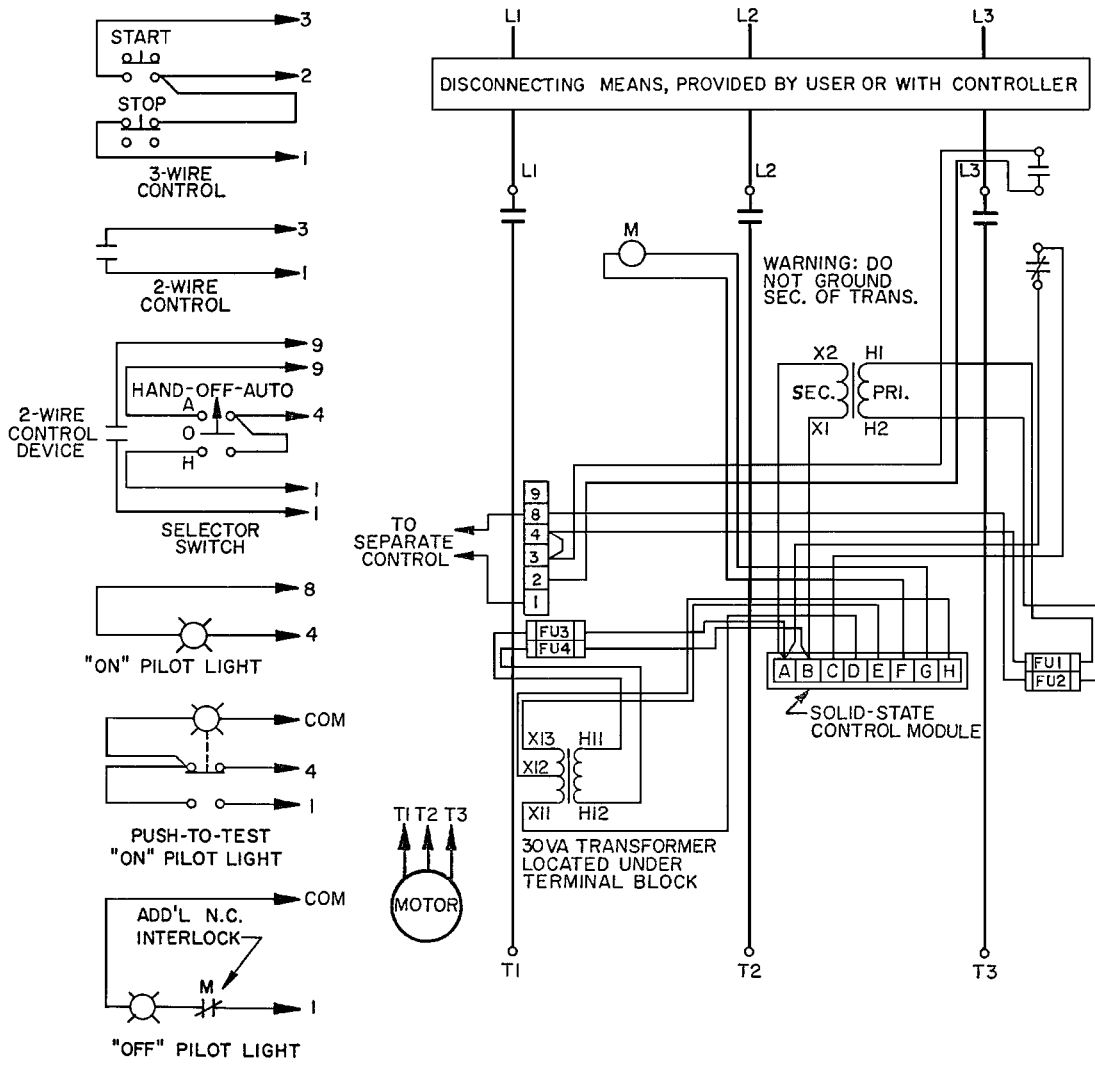 3
START
2
STOP
1
3-WIRE
CONTROL
3
1
2-WIRE
CONTROL
9
9
HAND-OFF-AUTO
A
4
O
H
2-WIRE
CONTROL
DEVICE
1
1
SELECTOR
SWITCH
8
4
"ON" PILOT LIGHT
COM
4
1
PUSH-TO-TEST
"ON" PILOT LIGHT
COM
ADD'L N.C.
INTERLOCK
M
1
"OFF" PILOT LIGHT
L1
L2
L3
DISCONNECTING MEANS, PROVIDED BY USER OR WITH CONTROLLER
L1
L2
L3
M
WARNING: DO
NOT GROUND
SEC. OF TRANS.
X2
H1
SEC.
PRI.
X1
H2
9
8
4
3
2
1
TO
SEPARATE
CONTROL
FU3
FU4
A B C D E F G H
FU1
FU2
SOLID-STATE
CONTROL MODULE
X13
H11
X12
X11
H12
30VA TRANSFORMER
LOCATED UNDER
TERMINAL BLOCK
T1 T2 T3
MOTOR
T1
T2
T3